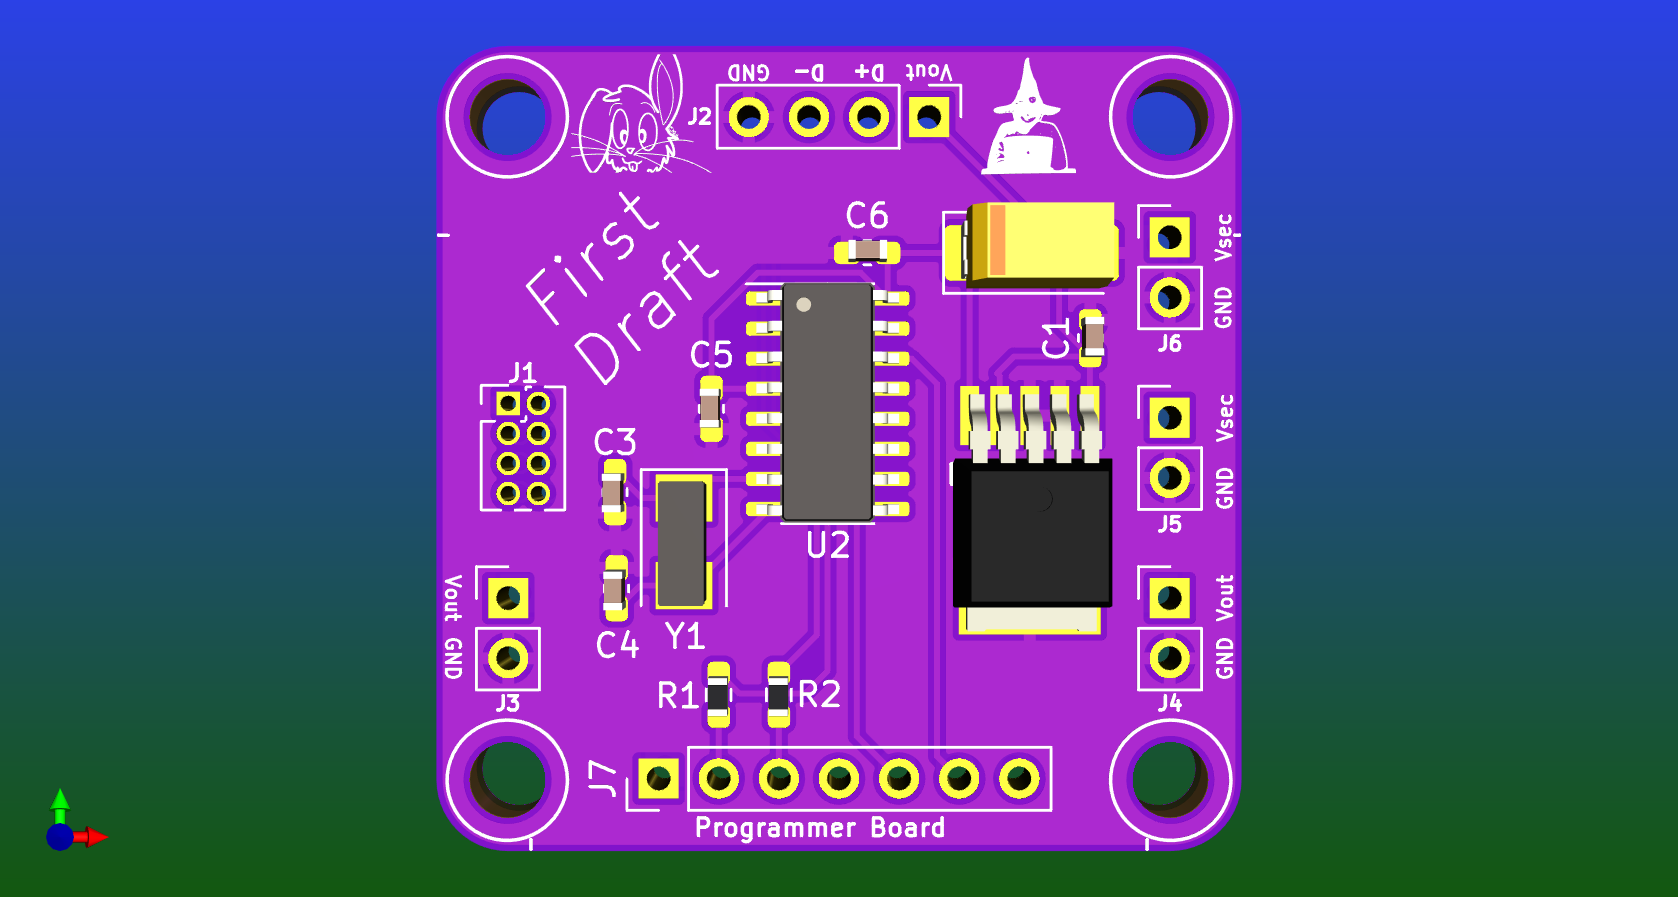 GND D- D+ Vout
J2
First
Draft
C6
Vsec
GND
J6
C1
C5
J1
C3
Vsec
GND
J5
U2
C4
Y1
Vout
GND
J3
Vout
GND
J4
R1
R2
J7
Programmer Board